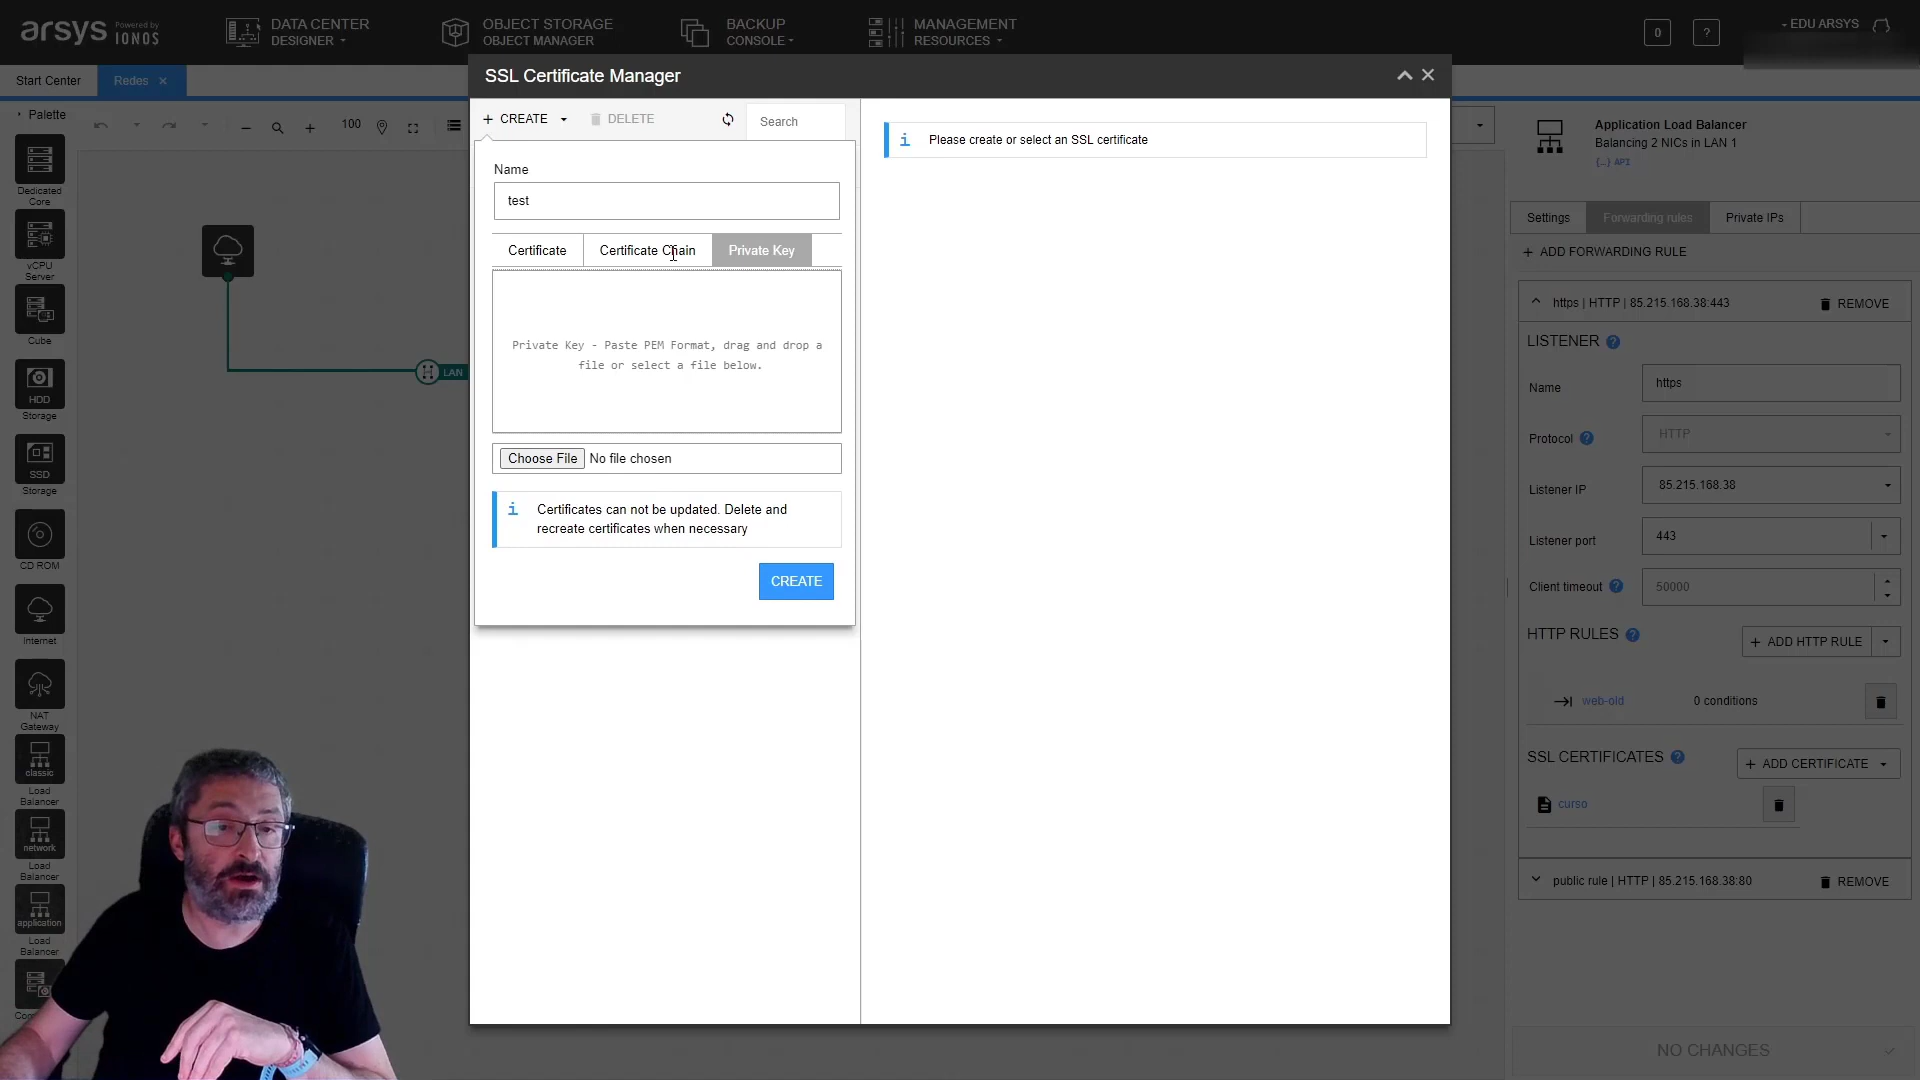 arsys Powered by IONOS
DATA CENTER
DESIGNER
OBJECT STORAGE
OBJECT MANAGER
BACKUP
CONSOLE
MANAGEMENT
RESOURCES
0
?
- EDU ARSYS
Start Center
Redes ×
SSL Certificate Manager
Palette
100
+ CREATE
DELETE
Search
Name
test
Certificate
Certificate Chain
Private Key
Private Key - Paste PEM Format, drag and drop a
file or select a file below.
Choose File No file chosen
i Certificates can not be updated. Delete and
recreate certificates when necessary
CREATE
i Please create or select an SSL certificate
Dedicated
Core
vCPU
Server
Cube
HDD
Storage
SSD
Storage
CD ROM
Internet
NAT
Gateway
classic
Load
Balancer
network
Load
Balancer
application
Load
Balancer
LAN
Application Load Balancer
Balancing 2 NICs in LAN 1
{...} API
Settings
Forwarding rules
Private IPs
+ ADD FORWARDING RULE
https | HTTP | 85.215.168.38:443
REMOVE
LISTENER ?
Name
https
Protocol ?
HTTP
Listener IP
85.215.168.38
Listener port
443
Client timeout ?
50000
HTTP RULES ?
+ ADD HTTP RULE
web-old
0 conditions
SSL CERTIFICATES ?
+ ADD CERTIFICATE
curso
public rule | HTTP | 85.215.168.38:80
REMOVE
NO CHANGES